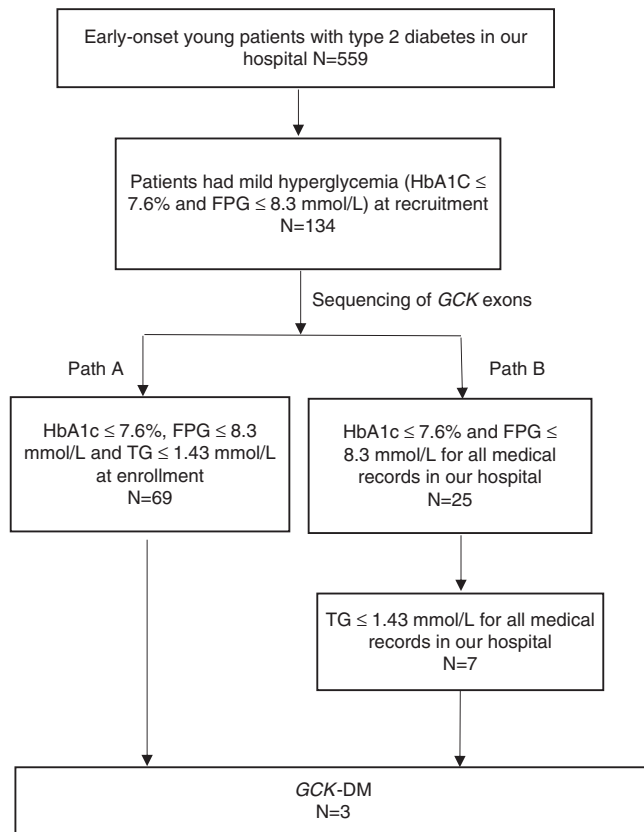 Early-onset young patients with type 2 diabetes in our
hospital N=559
Patients had mild hyperglycemia (HbA1C ≤
7.6% and FPG ≤ 8.3 mmol/L) at recruitment
N=134
Sequencing of GCK exons
Path A
Path B
HbA1c ≤ 7.6%, FPG ≤ 8.3
mmol/L and TG ≤ 1.43 mmol/L
at enrollment
N=69
HbA1c ≤ 7.6% and FPG ≤
8.3 mmol/L for all medical
records in our hospital
N=25
TG ≤ 1.43 mmol/L for all medical
records in our hospital
N=7
GCK-DM
N=3